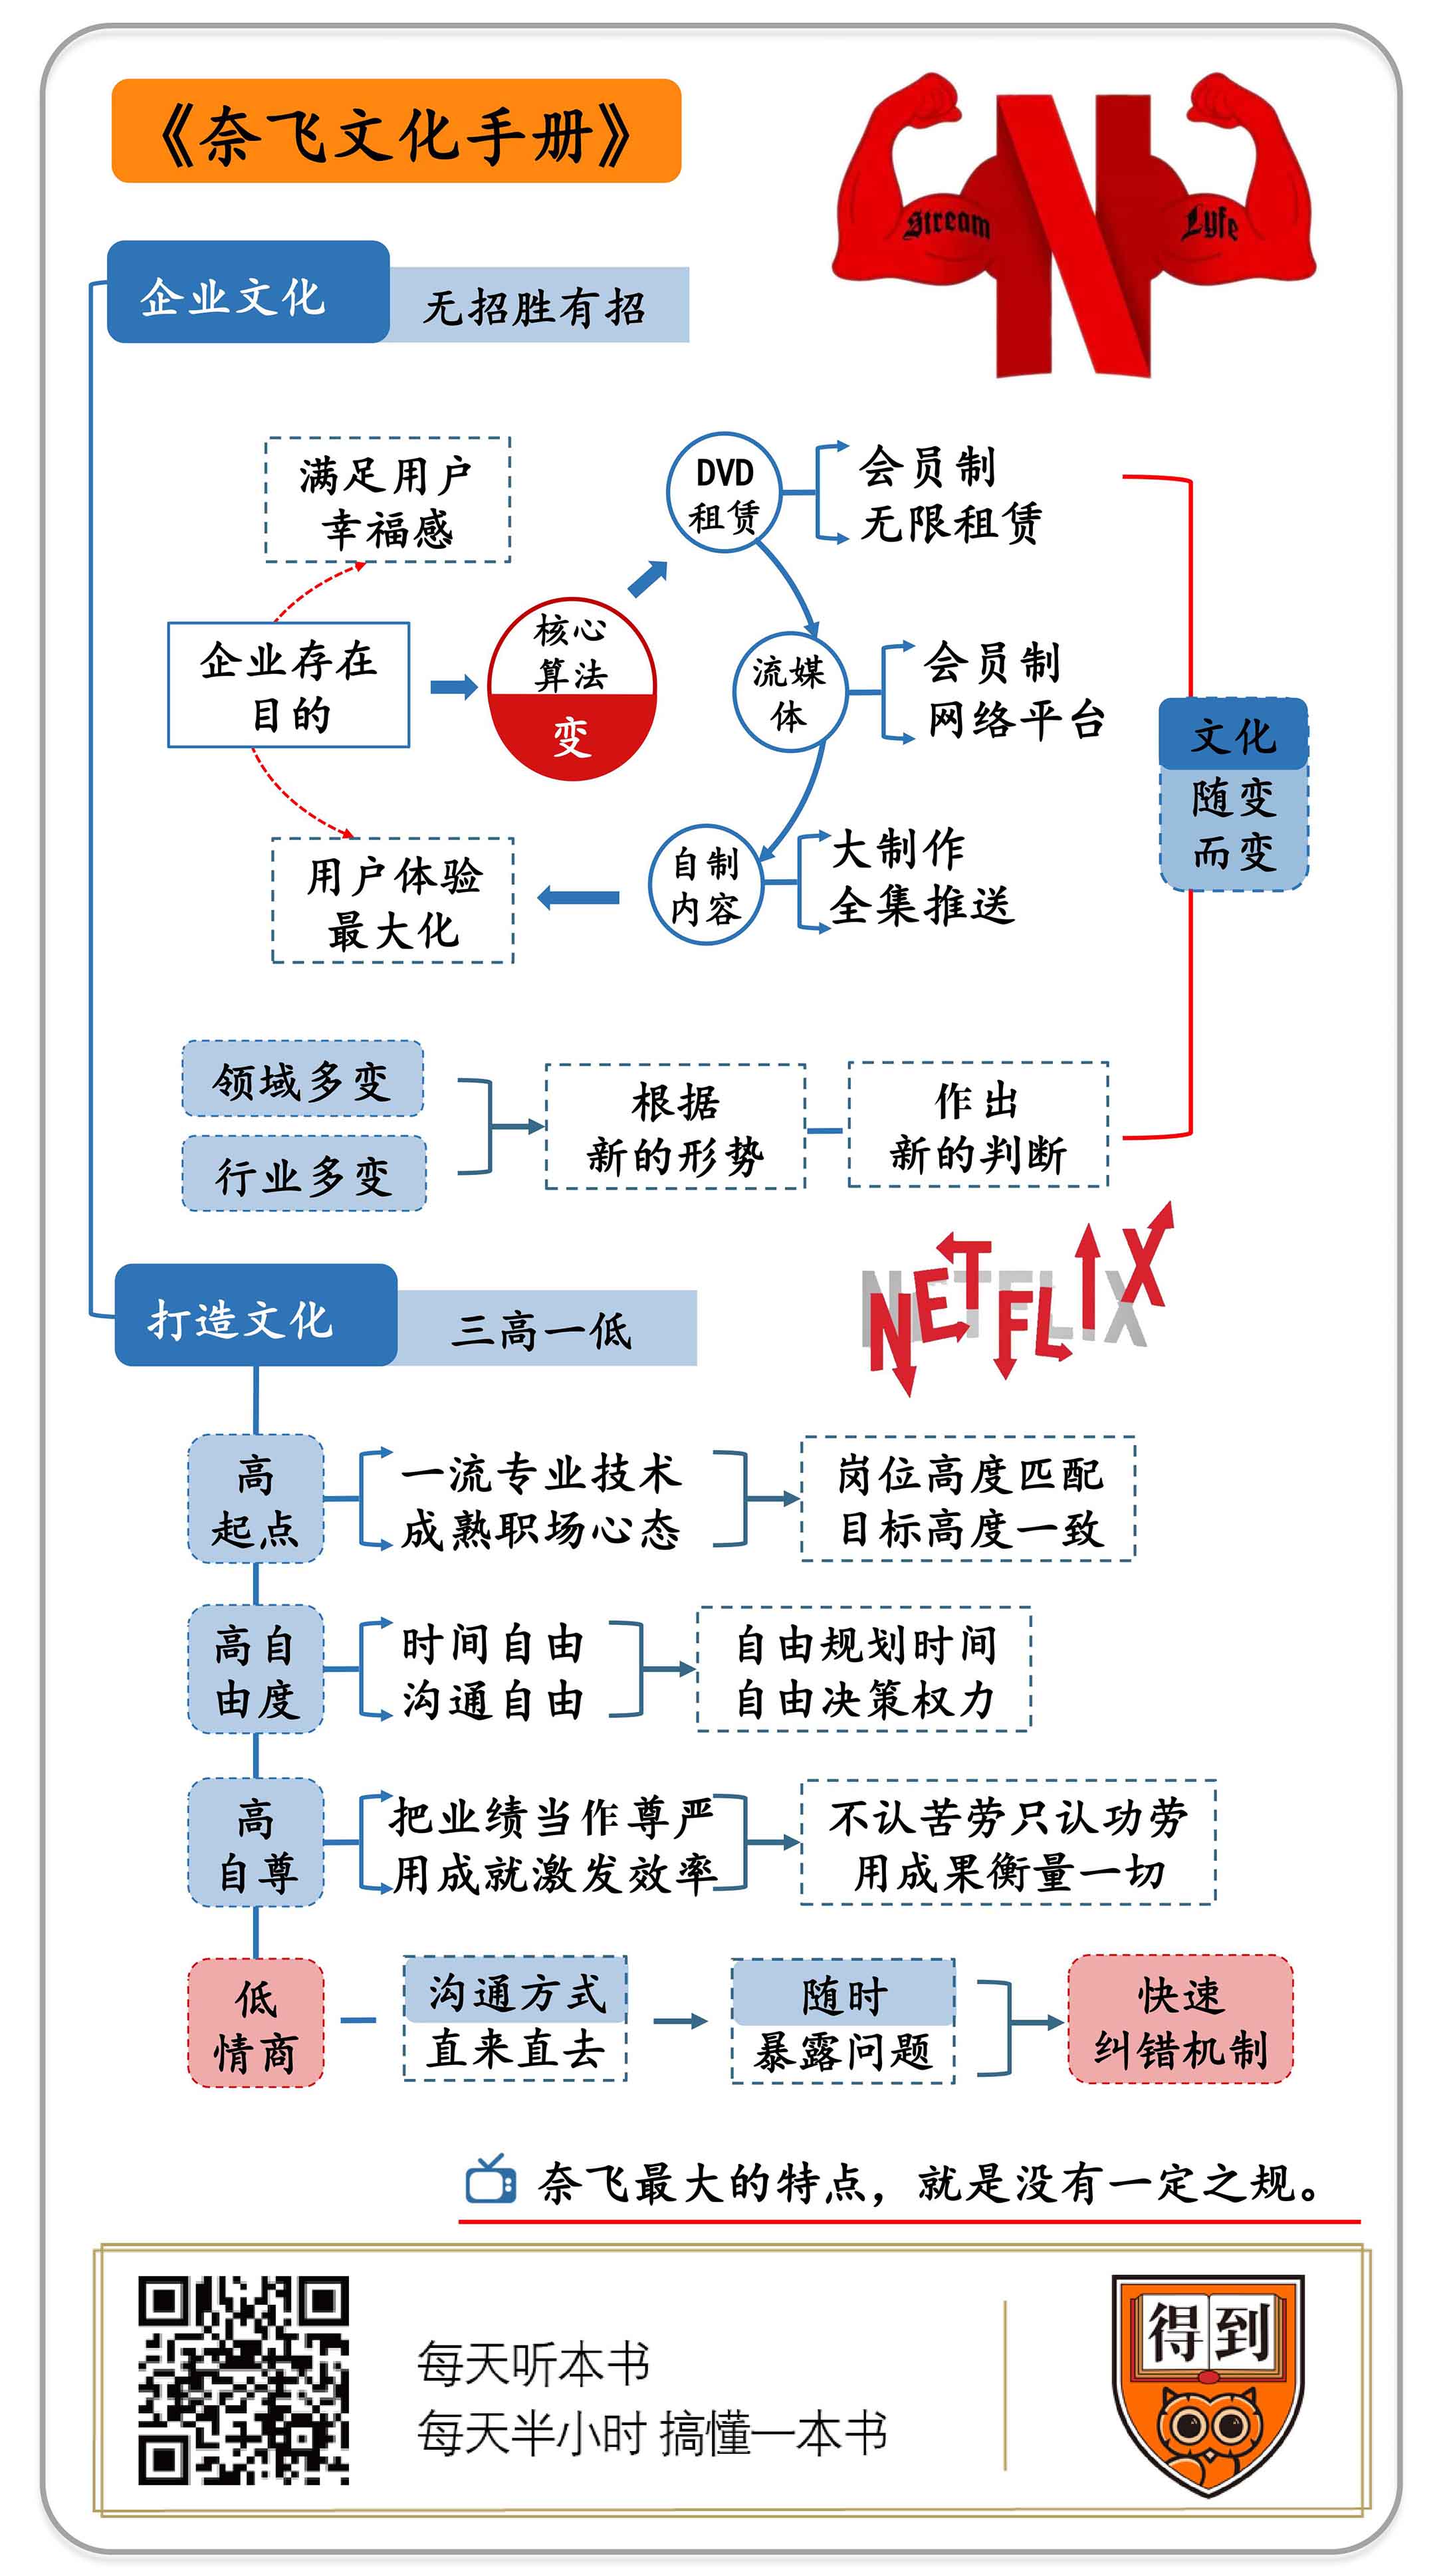 《奈飞文化手册》
Stream
Lyfe
企业文化
无招胜有招
满足用户
幸福感
企业存在
目的
用户体验
最大化
核心
算法
变
DVD
租赁
会员制
无限租赁
流媒
体
会员制
网络平台
自制
内容
大制作
全集推送
文化
随变
而变
领域多变
行业多变
根据
新的形势
作出
新的判断
NETFLIX
打造文化
三高一低
高
起点
一流专业技术
成熟职场心态
岗位高度匹配
目标高度一致
高自
由度
时间自由
沟通自由
自由规划时间
自由决策权力
高
自尊
把业绩当作尊严
用成就激发效率
不认苦劳只认功劳
用成果衡量一切
低
情商
沟通方式
直来直去
随时
暴露问题
快速
纠错机制
奈飞最大的特点，就是没有一定之规。
每天听本书
每天半小时 搞懂一本书
得到